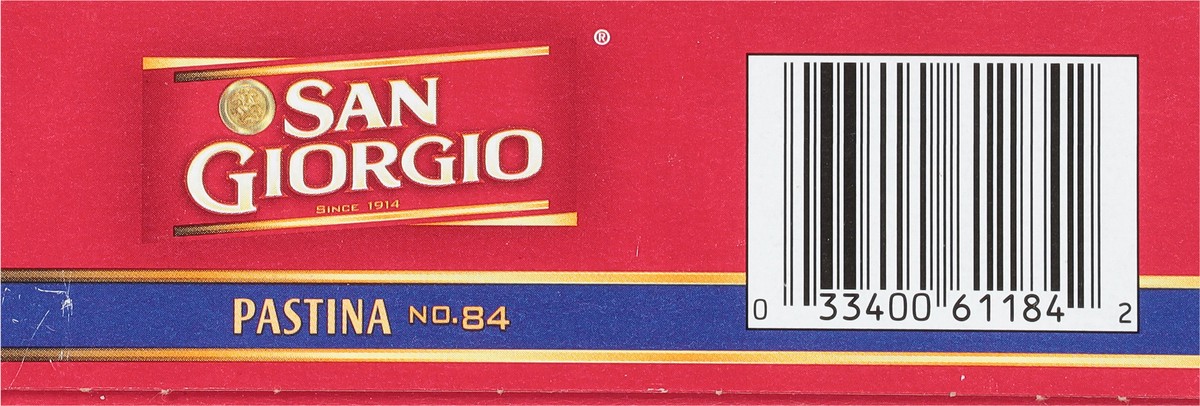 ®
SAN
GIORGIO
SINCE 1914
PASTINA NO.84
0 33400 61184 2